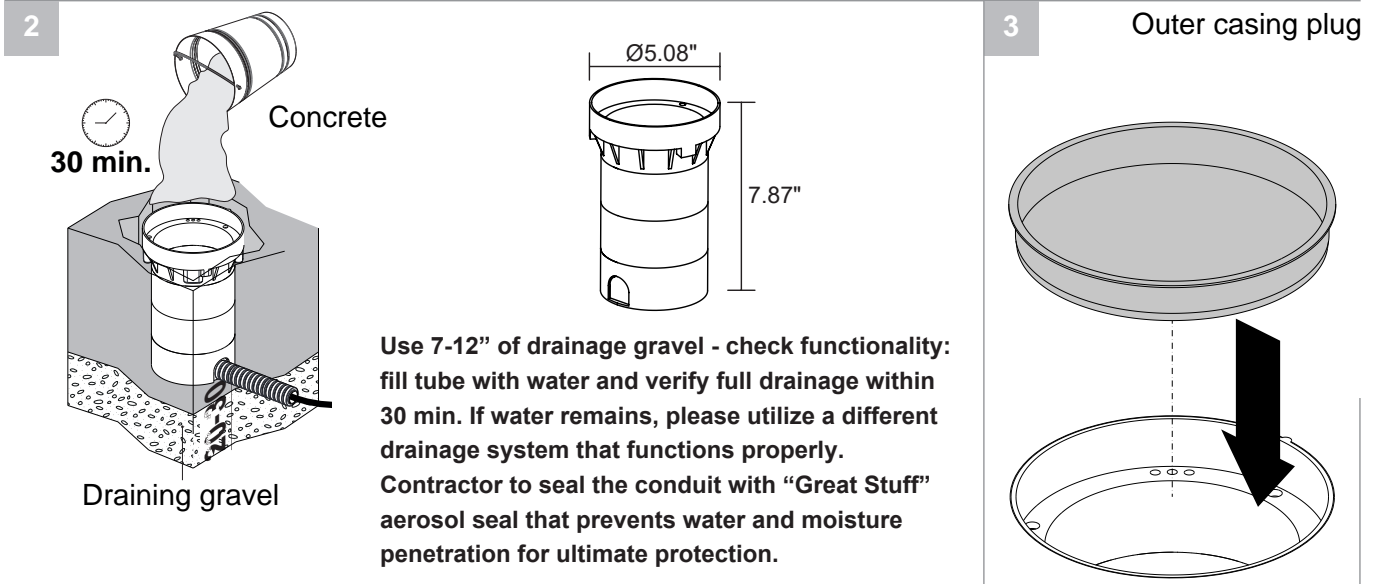 2
Concrete
30 min.
Draining gravel
Ø5.08"
7.87"
Use 7-12” of drainage gravel - check functionality:
fill tube with water and verify full drainage within
30 min. If water remains, please utilize a different
drainage system that functions properly.
Contractor to seal the conduit with “Great Stuff”
aerosol seal that prevents water and moisture
penetration for ultimate protection.
3
Outer casing plug